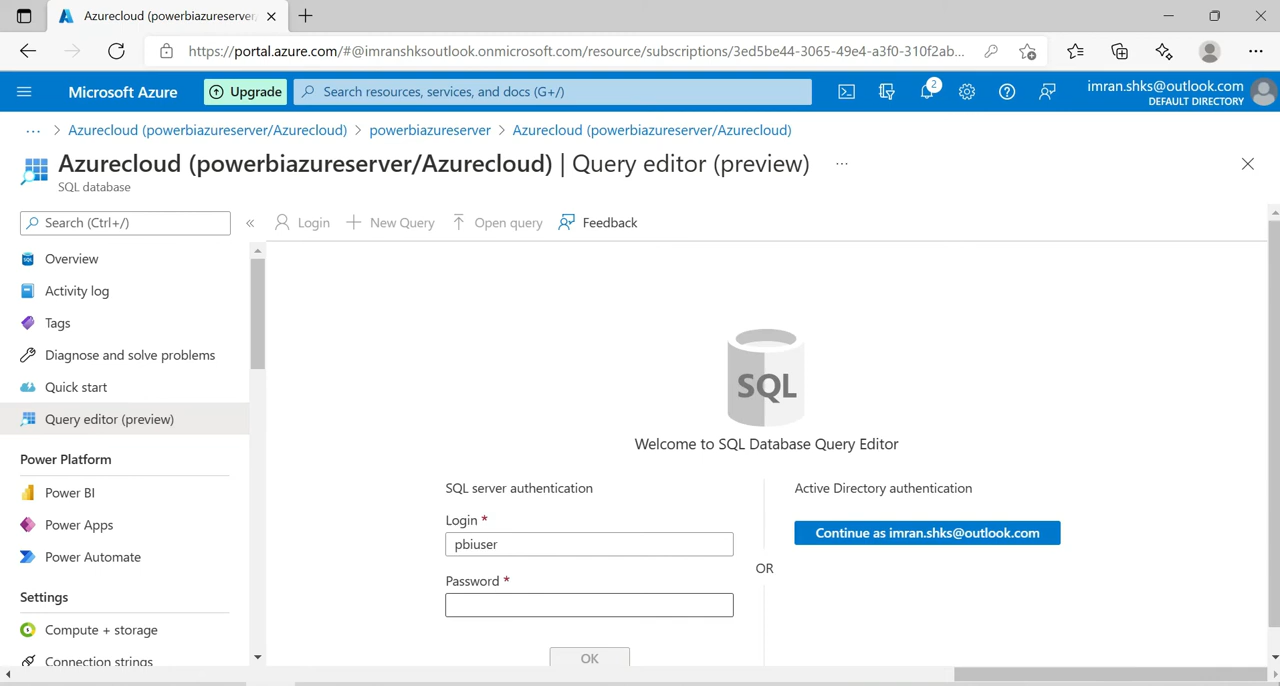 Azurecloud (powerbiazureserver/
https://portal.azure.com/#@imranshksoutlook.onmicrosoft.com/resource/subscriptions/3ed5be44-3065-49e4-a3f0-310f2ab...
Microsoft Azure
Upgrade
Search resources, services, and docs (G+/)
2
imran.shks@outlook.com
DEFAULT DIRECTORY
... > Azurecloud (powerbiazureserver/Azurecloud) > powerbiazureserver > Azurecloud (powerbiazureserver/Azurecloud)
Azurecloud (powerbiazureserver/Azurecloud) | Query editor (preview) ...
SQL database
Search (Ctrl+/)
«
Login
New Query
Open query
Feedback
Overview
Activity log
Tags
Diagnose and solve problems
Quick start
Query editor (preview)
Power Platform
Power BI
Power Apps
Power Automate
Settings
Compute + storage
Connection strings
SQL
Welcome to SQL Database Query Editor
SQL server authentication
Login *
pbiuser
Password *
OK
OR
Active Directory authentication
Continue as imran.shks@outlook.com